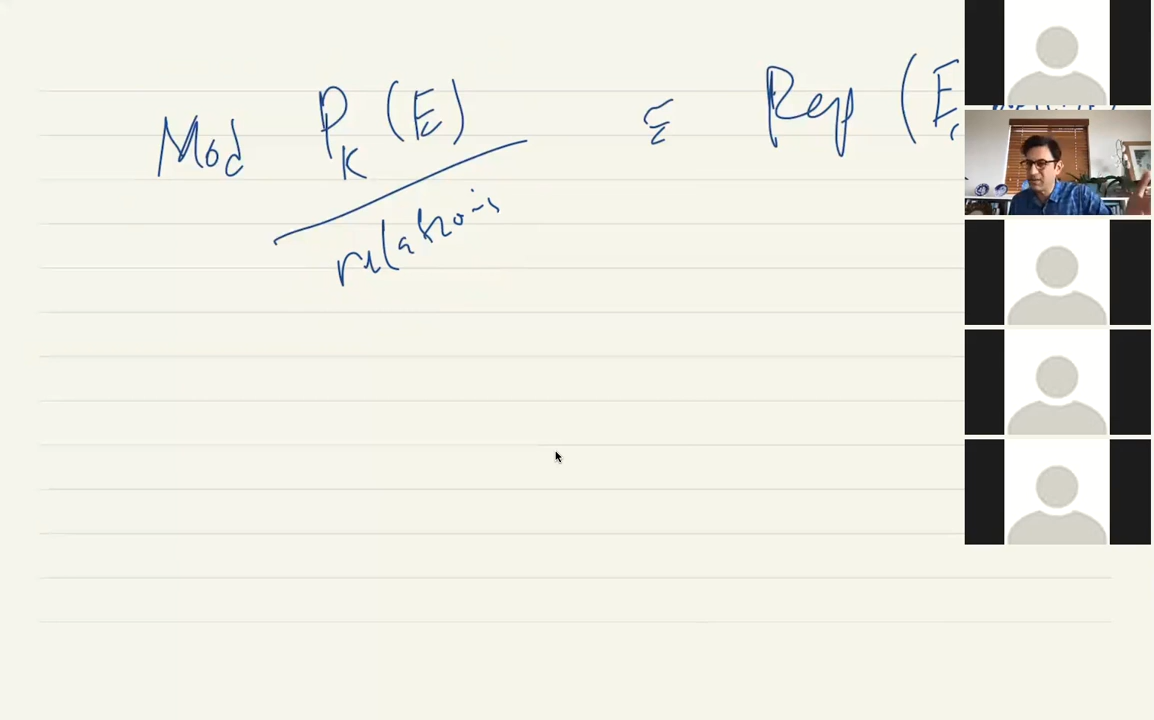 Mod P_K (E) ≅ Rep (E,
relations